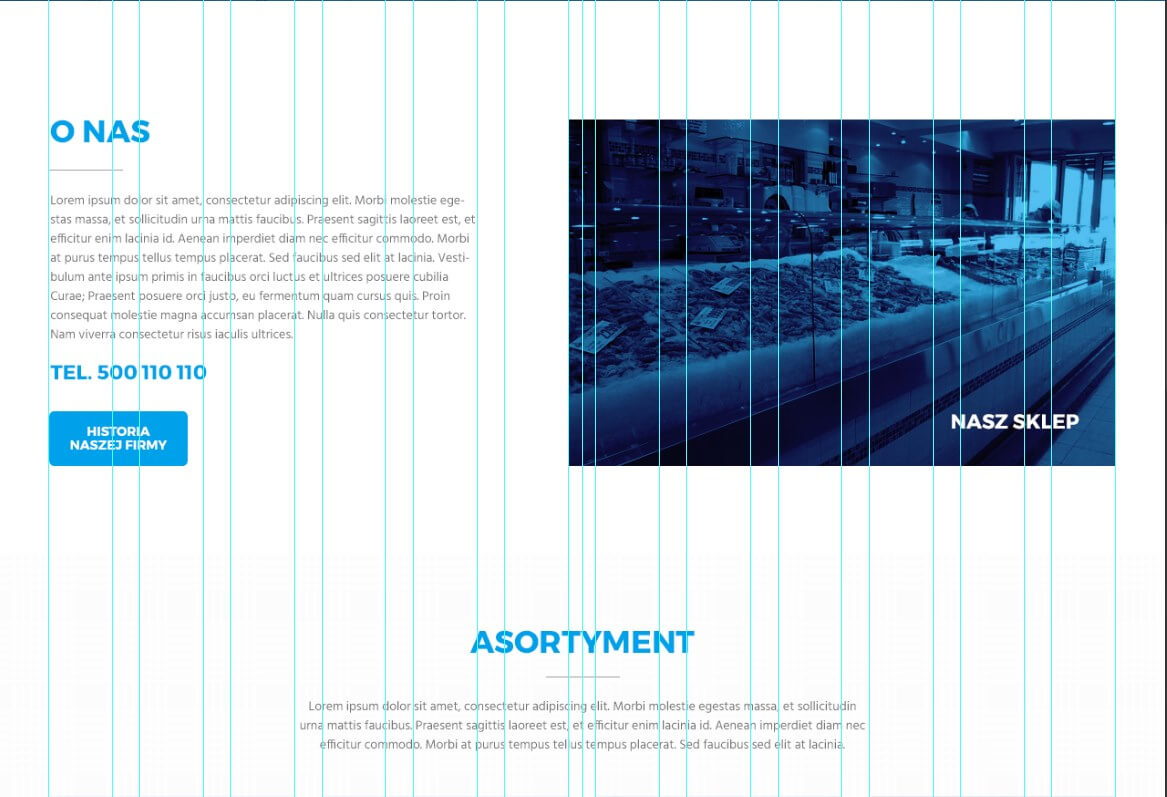 O NAS
Lorem ipsum dolor sit amet, consectetur adipiscing elit. Morbi molestie ege-
stas massa, et sollicitudin urna mattis faucibus. Praesent sagittis laoreet est, et
efficitur enim lacinia id. Aenean imperdiet diam nec efficitur commodo. Morbi
at purus tempus tellus tempus placerat. Sed faucibus sed elit at lacinia. Vesti-
bulum ante ipsum primis in faucibus orci luctus et ultrices posuere cubilia
Curae; Praesent posuere orci justo, eu fermentum quam cursus quis. Proin
consequat molestie magna accumsan placerat. Nulla quis consectetur tortor.
Nam viverra consectetur risus iaculis ultrices.
TEL. 500 110 110
HISTORIA
NASZEJ FIRMY
NASZ SKLEP
ASORTYMENT
Lorem ipsum dolor sit amet, consectetur adipiscing elit. Morbi molestie egestas massa, et sollicitudin
urna mattis faucibus. Praesent sagittis laoreet est, et efficitur enim lacinia id. Aenean imperdiet diam nec
efficitur commodo. Morbi at purus tempus tellus tempus placerat. Sed faucibus sed elit at lacinia.